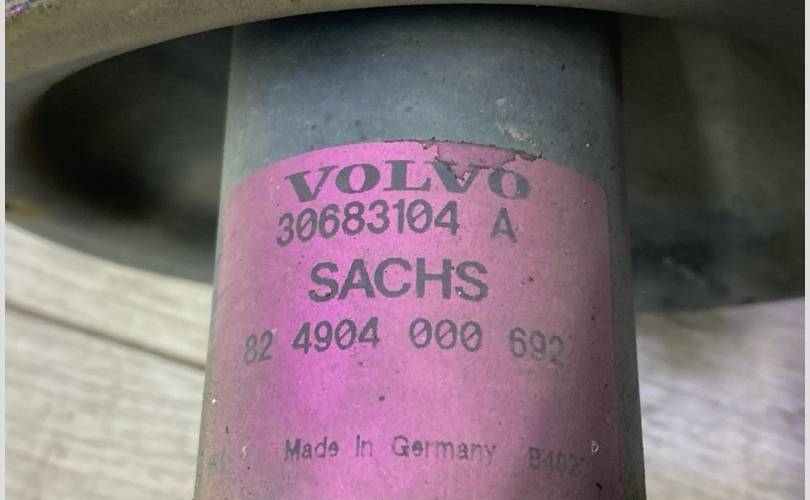 VOLVO
30683104 A
SACHS
82 4904 000 692
Made In Germany